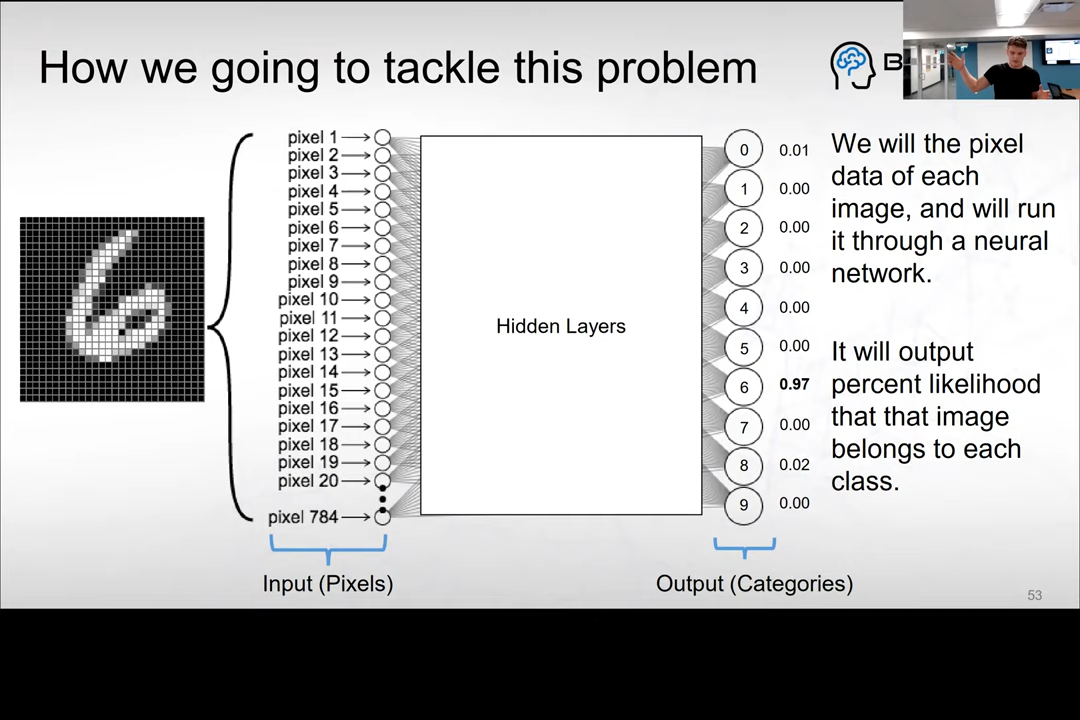 How we going to tackle this problem
B
pixel 1
pixel 2
pixel 3
pixel 4
pixel 5
pixel 6
pixel 7
pixel 8
pixel 9
pixel 10
pixel 11
pixel 12
pixel 13
pixel 14
pixel 15
pixel 16
pixel 17
pixel 18
pixel 19
pixel 20
pixel 784
Input (Pixels)
Hidden Layers
0 0.01
1 0.00
2 0.00
3 0.00
4 0.00
5 0.00
6 0.97
7 0.00
8 0.02
9 0.00
Output (Categories)
We will the pixel
data of each
image, and will run
it through a neural
network.
It will output
percent likelihood
that that image
belongs to each
class.
53